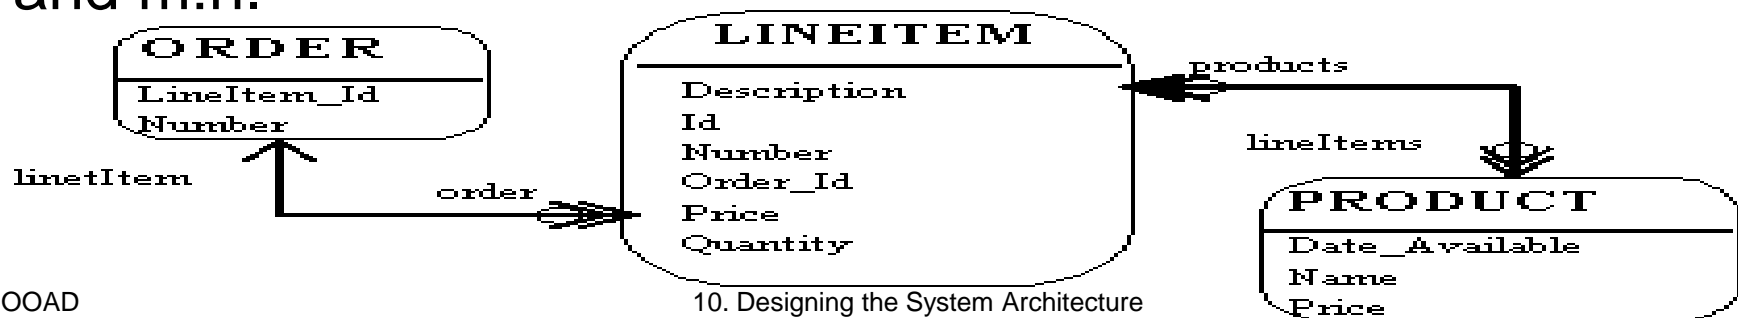 and m:n.
ORDER
LineItem_Id
Number
linetItem
order
LINEITEM
Description
Id
Number
Order_Id
Price
Quantity
products
lineItems
PRODUCT
Date_Available
Name
Price
OOAD
10. Designing the System Architecture